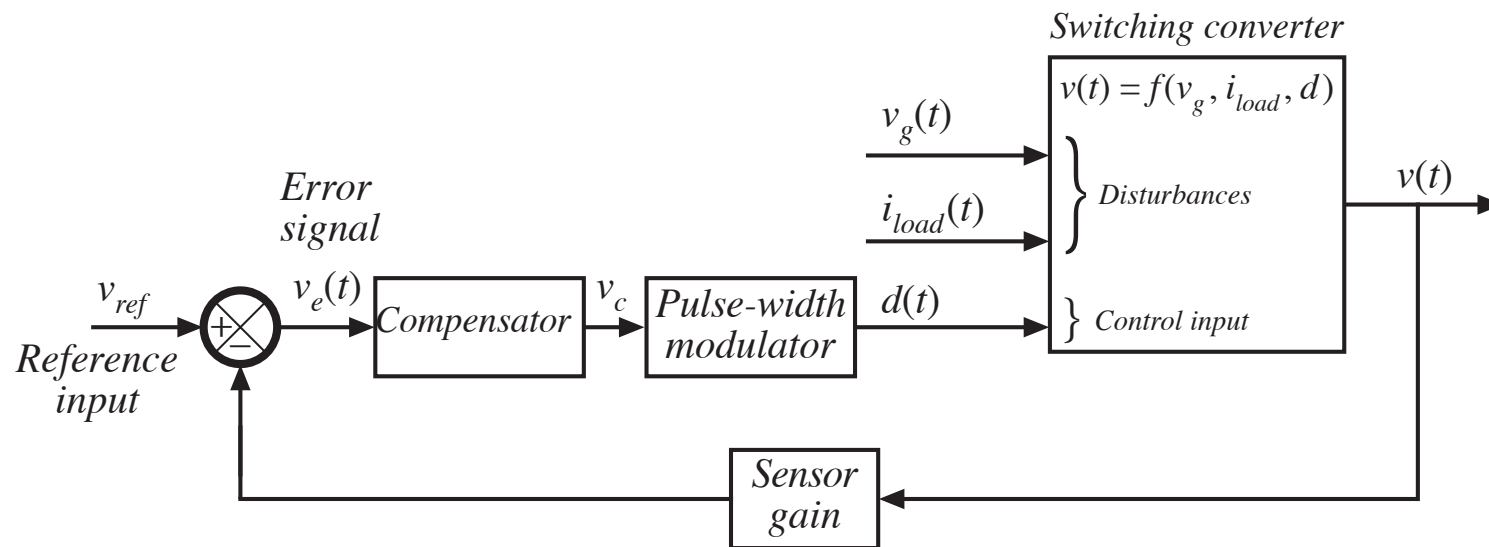 Switching converter
v(t) = f(v_g, i_load, d)
v_g(t)
Disturbances
v(t)
i_load(t)
Error
signal
v_ref
+
−
v_e(t)
Compensator
v_c
Pulse-width
modulator
d(t)
Control input
Reference
input
Sensor
gain